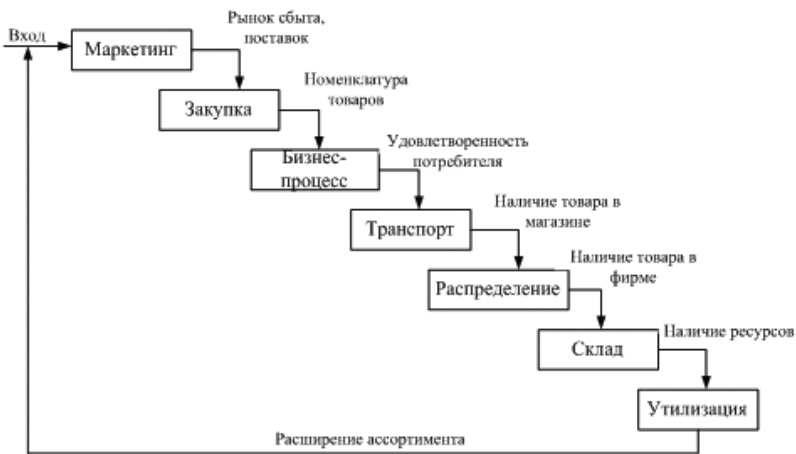 Рынок сбыта,
поставок
Вход
Маркетинг
Номенклатура
товаров
Закупка
Удовлетворенность
потребителя
Бизнес-
процесс
Наличие товара в
магазине
Транспорт
Наличие товара в
фирме
Распределение
Наличие ресурсов
Склад
Утилизация
Расширение ассортимента